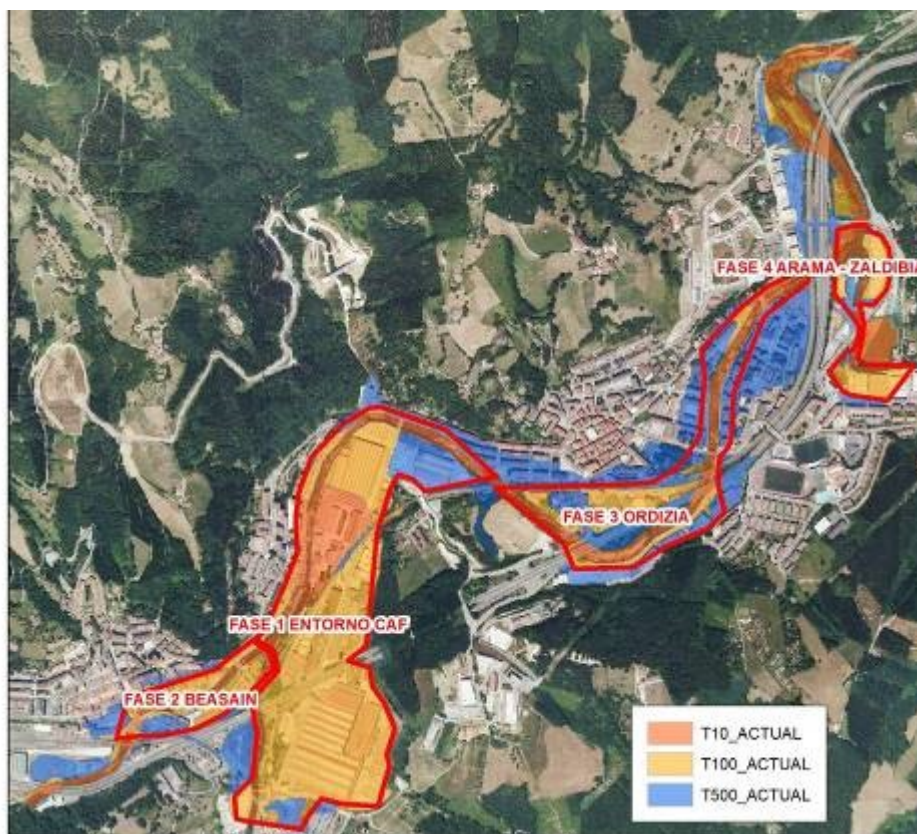 FASE 4 ARAMA - ZALDIBIA
FASE 3 ORDIZIA
FASE 1 ENTORNO CAF
FASE 2 BEASAIN
T10_ACTUAL
T100_ACTUAL
T500_ACTUAL